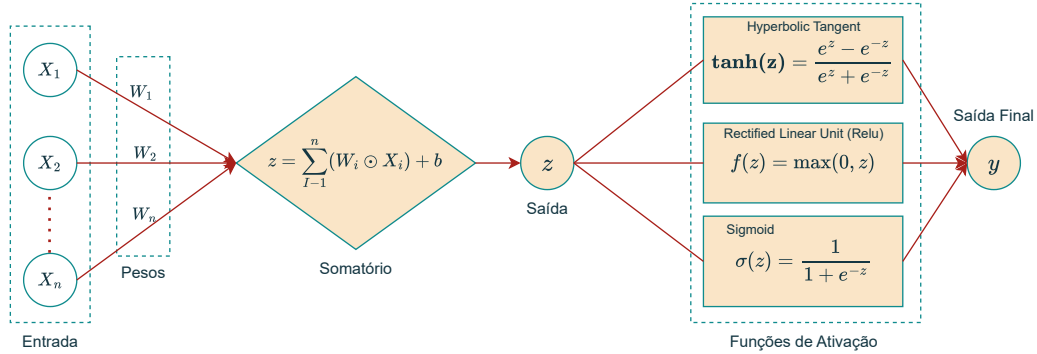 X₁
X₂
Xₙ
Entrada
W₁
W₂
Wₙ
Pesos
z = ∑ⁿ_{I−1} (Wᵢ ⊙ Xᵢ) + b
Somatório
z
Saída
Hyperbolic Tangent
tanh(z) = (e^z − e^{−z}) / (e^z + e^{−z})
Rectified Linear Unit (Relu)
f(z) = max(0, z)
Sigmoid
σ(z) = 1 / (1 + e^{−z})
Funções de Ativação
Saída Final
y